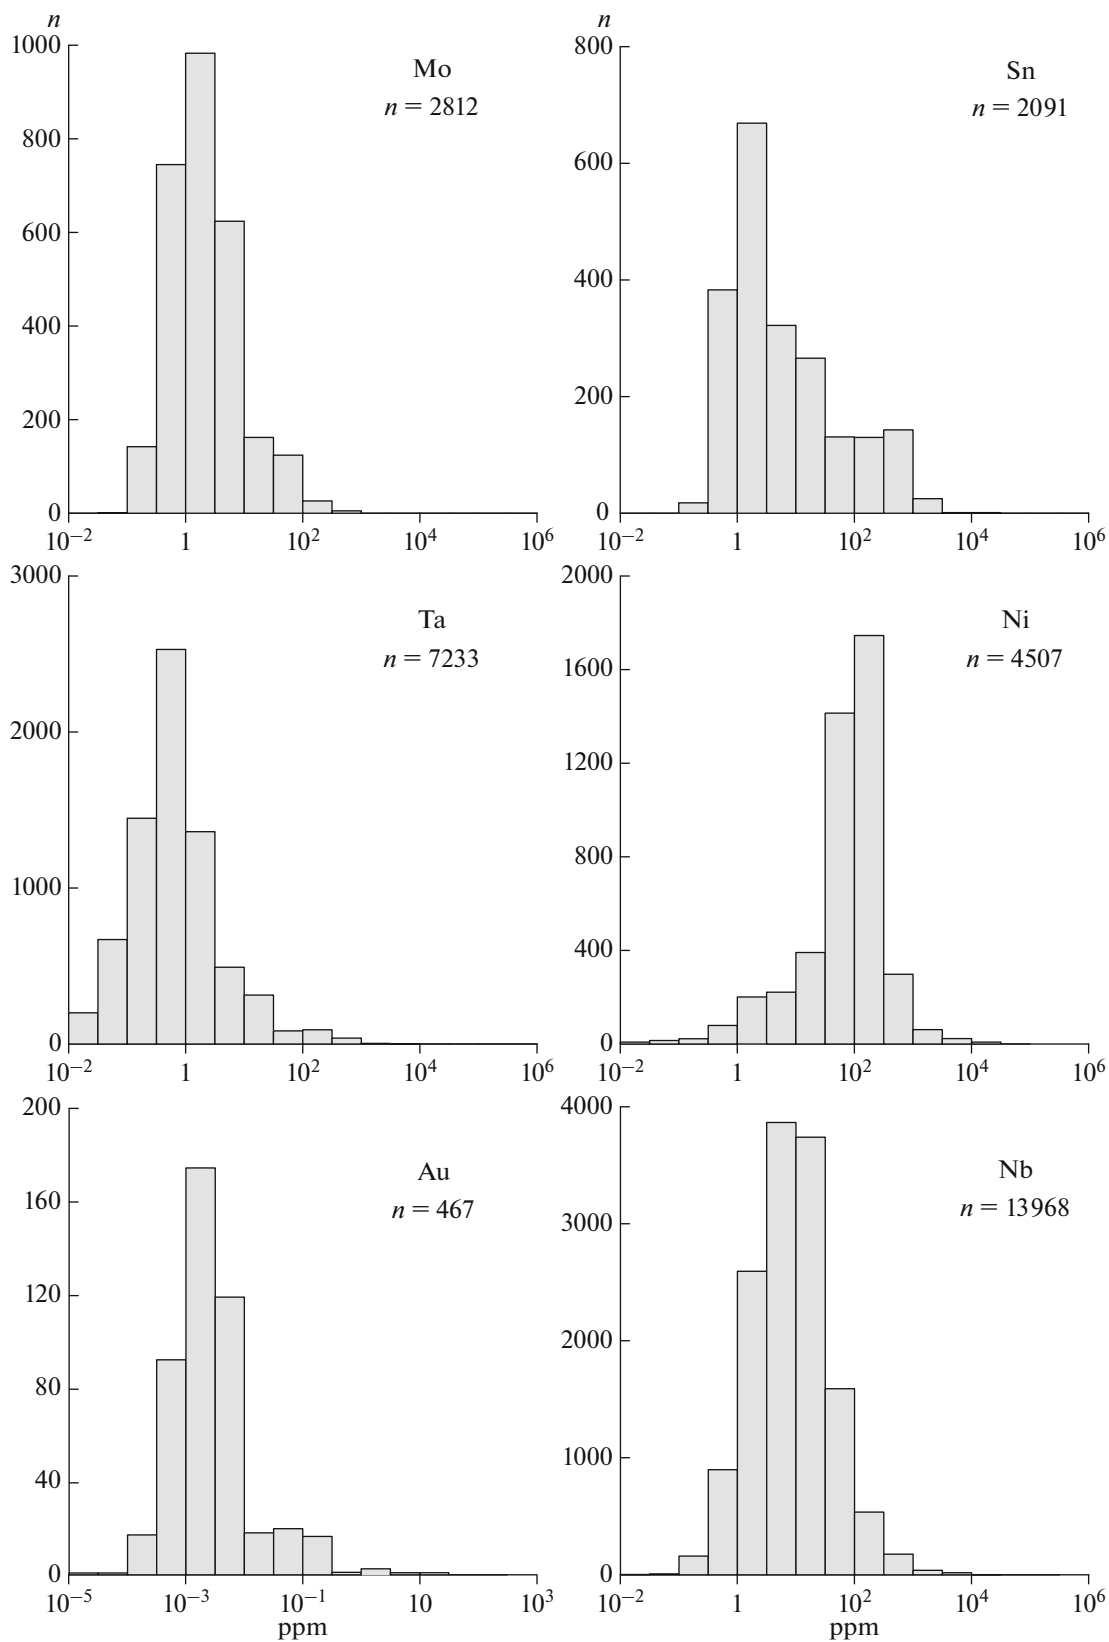 n
1000
800
600
400
200
0
10−2 1 10² 10⁴ 10⁶
Mo
n = 2812
n
800
600
400
200
0
10−2 1 10² 10⁴ 10⁶
Sn
n = 2091
3000
2000
1000
0
10−2 1 10² 10⁴ 10⁶
Ta
n = 7233
2000
1600
1200
800
400
0
10−2 1 10² 10⁴ 10⁶
Ni
n = 4507
200
160
120
80
40
0
10−5 10−3 10−1 10¹ 10³
ppm
Au
n = 467
4000
3000
2000
1000
0
10−2 1 10² 10⁴ 10⁶
ppm
Nb
n = 13968